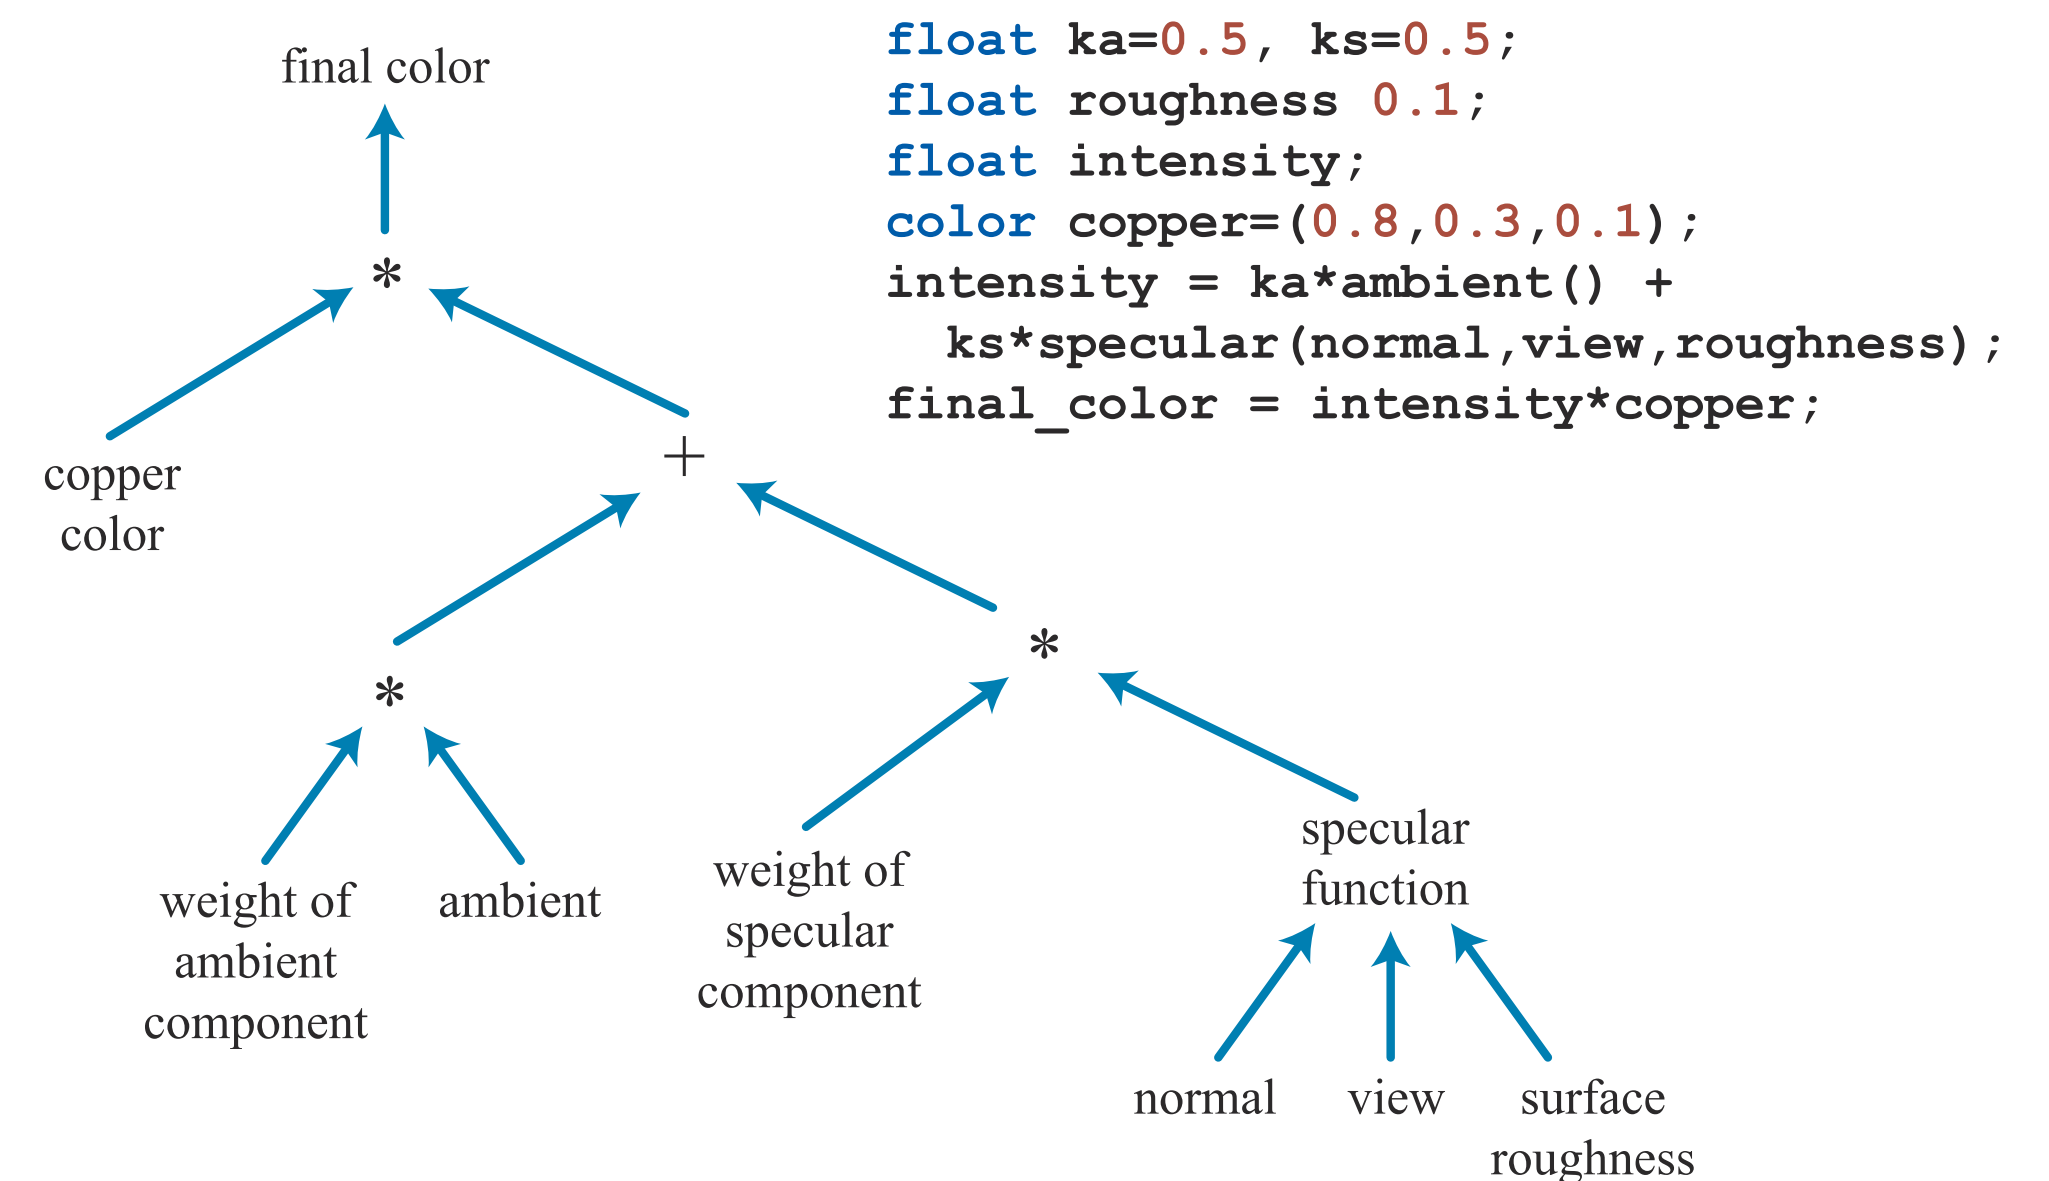 final color
float ka=0.5, ks=0.5;
float roughness 0.1;
float intensity;
color copper=(0.8,0.3,0.1);
intensity = ka*ambient() +
ks*specular(normal,view,roughness);
final_color = intensity*copper;
*
copper
color
+
*
*
weight of
ambient
component
ambient
weight of
specular
component
specular
function
normal
view
surface
roughness